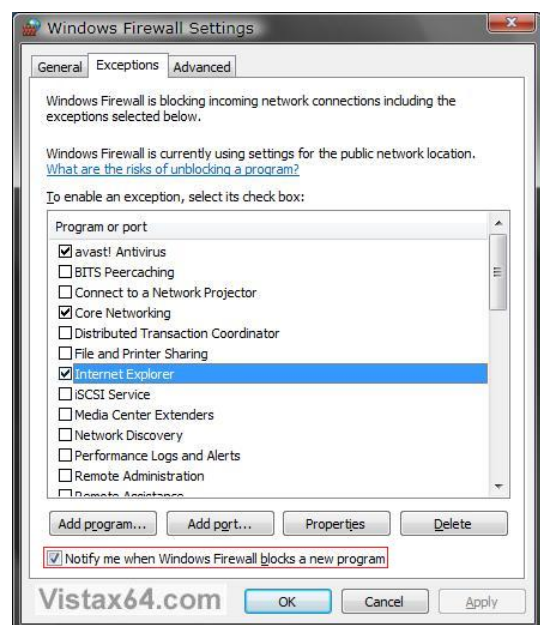 Windows Firewall Settings
General Exceptions Advanced
Windows Firewall is blocking incoming network connections including the
exceptions selected below.
Windows Firewall is currently using settings for the public network location.
What are the risks of unblocking a program?
To enable an exception, select its check box:
Program or port
avast! Antivirus
BITS Peercaching
Connect to a Network Projector
Core Networking
Distributed Transaction Coordinator
File and Printer Sharing
Internet Explorer
iSCSI Service
Media Center Extenders
Network Discovery
Performance Logs and Alerts
Remote Administration
Remote Assistance
Add program... Add port... Properties Delete
Notify me when Windows Firewall blocks a new program
Vistax64.com OK Cancel Apply